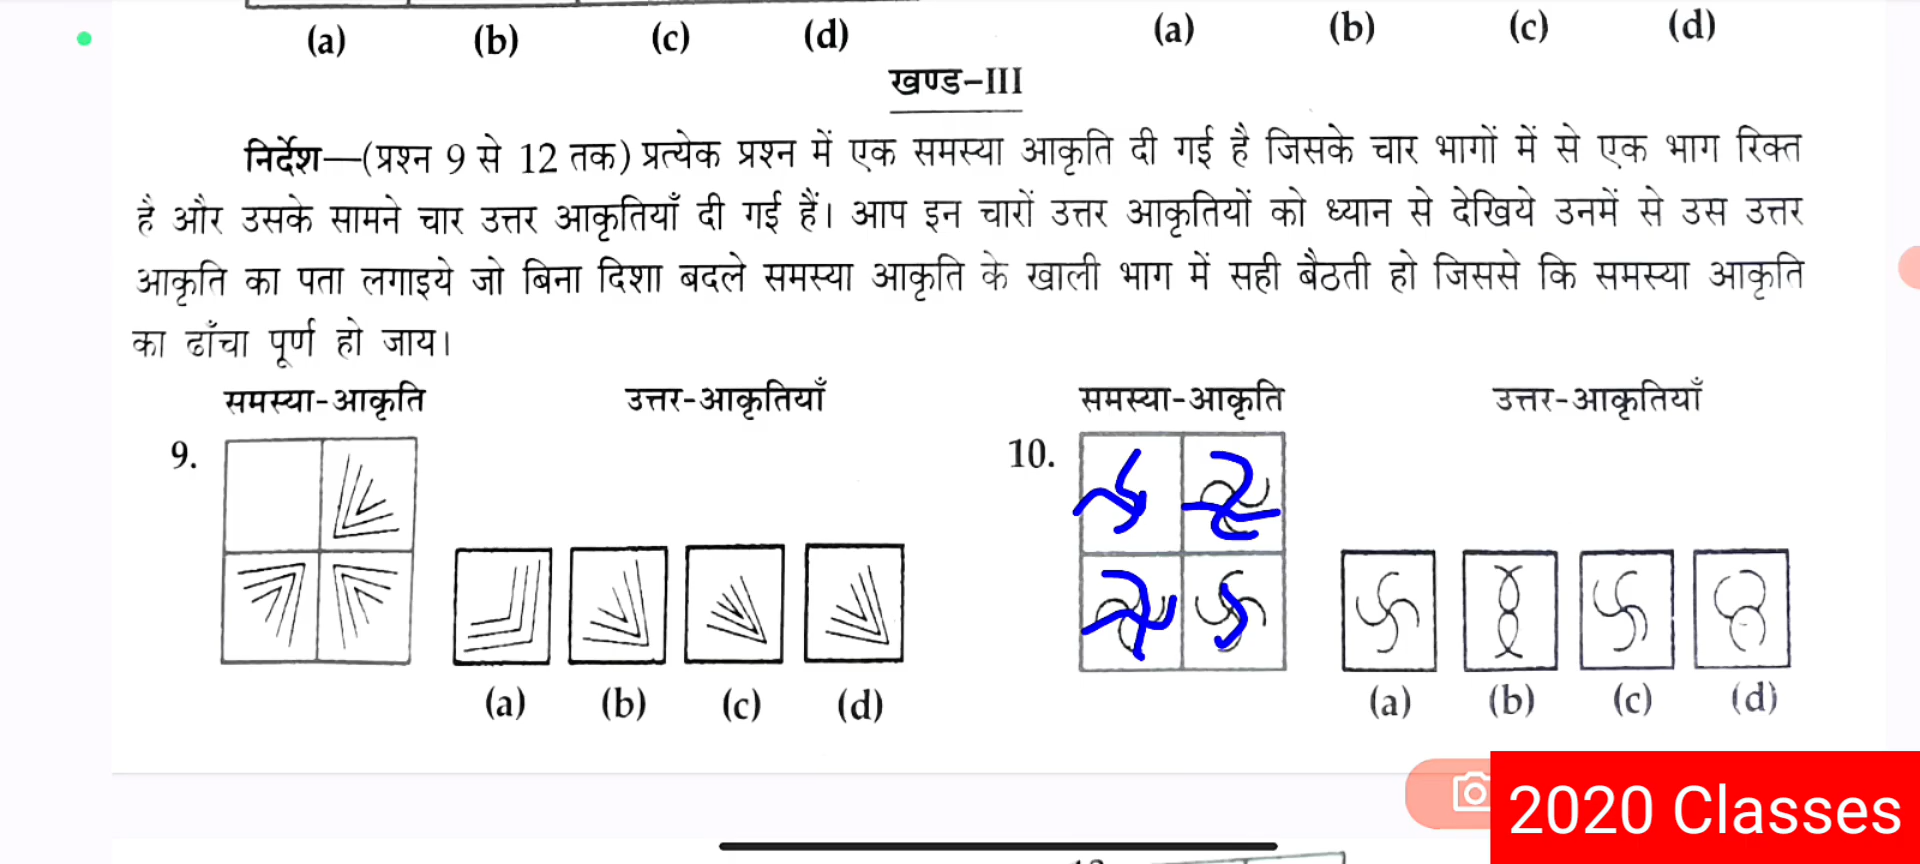 (a) (b) (c) (d) (a) (b) (c) (d)
खण्ड–III
निर्देश—(प्रश्न 9 से 12 तक) प्रत्येक प्रश्न में एक समस्या आकृति दी गई है जिसके चार भागों में से एक भाग रिक्त
है और उसके सामने चार उत्तर आकृतियाँ दी गई हैं। आप इन चारों उत्तर आकृतियों को ध्यान से देखिये उनमें से उस उत्तर
आकृति का पता लगाइये जो बिना दिशा बदले समस्या आकृति के खाली भाग में सही बैठती हो जिससे कि समस्या आकृति
का ढाँचा पूर्ण हो जाय।
समस्या-आकृति उत्तर-आकृतियाँ समस्या-आकृति उत्तर-आकृतियाँ
9. 10.
(a) (b) (c) (d) (a) (b) (c) (d)
2020 Classes